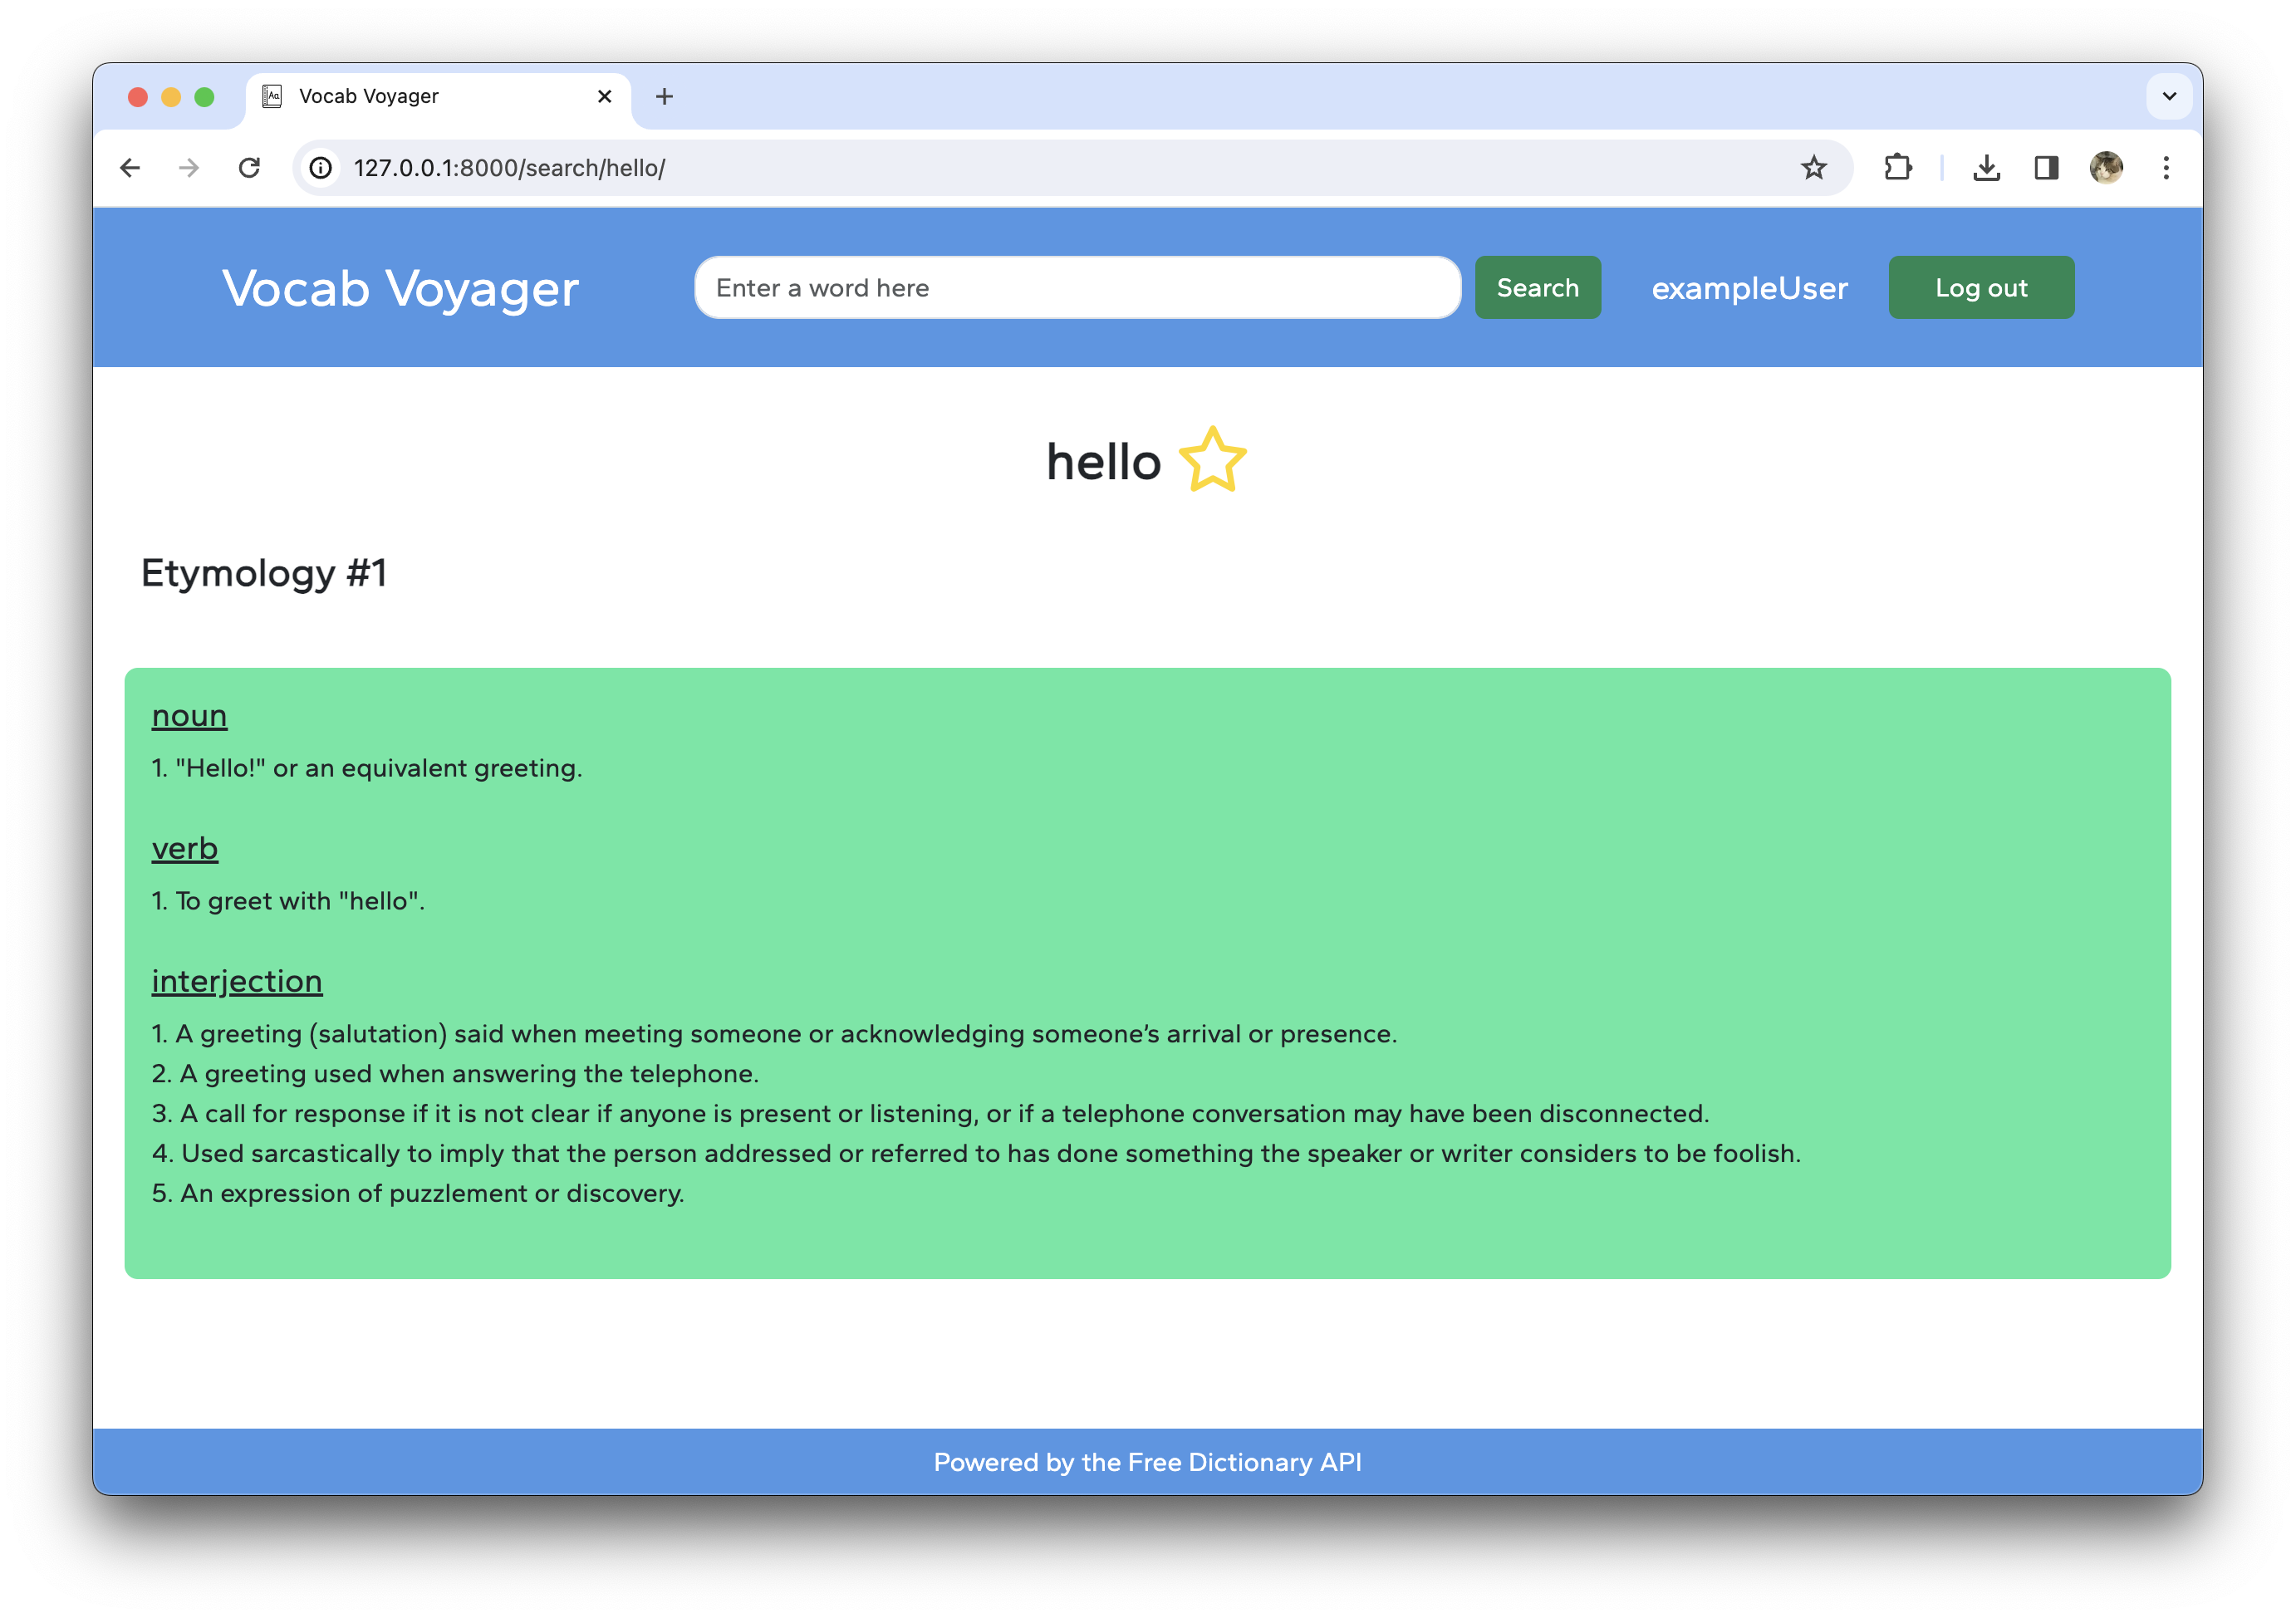 Vocab Voyager
127.0.0.1:8000/search/hello/
Vocab Voyager
Enter a word here
Search
exampleUser
Log out
hello
Etymology #1
noun
1. "Hello!" or an equivalent greeting.
verb
1. To greet with "hello".
interjection
1. A greeting (salutation) said when meeting someone or acknowledging someone’s arrival or presence.
2. A greeting used when answering the telephone.
3. A call for response if it is not clear if anyone is present or listening, or if a telephone conversation may have been disconnected.
4. Used sarcastically to imply that the person addressed or referred to has done something the speaker or writer considers to be foolish.
5. An expression of puzzlement or discovery.
Powered by the Free Dictionary API